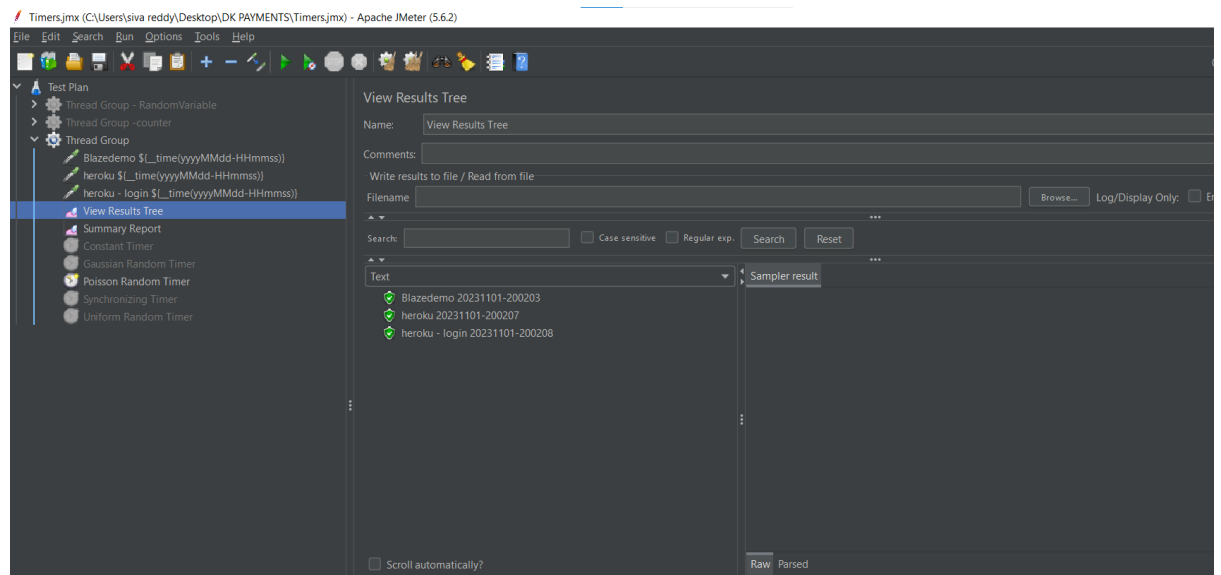 Timers.jmx (C:\Users\siva reddy\Desktop\DK PAYMENTS\Timers.jmx) - Apache JMeter (5.6.2)
File Edit Search Run Options Tools Help
Test Plan
Thread Group - RandomVariable
Thread Group -counter
Thread Group
Blazedemo ${__time(yyyyMMdd-HHmmss)}
heroku ${__time(yyyyMMdd-HHmmss)}
heroku - login ${__time(yyyyMMdd-HHmmss)}
View Results Tree
Summary Report
Constant Timer
Gaussian Random Timer
Poisson Random Timer
Synchronizing Timer
Uniform Random Timer
View Results Tree
Name: View Results Tree
Comments:
Write results to file / Read from file
Filename Browse... Log/Display Only:
Search: Case sensitive Regular exp. Search Reset
Text Sampler result
Blazedemo 20231101-200203
heroku 20231101-200207
heroku - login 20231101-200208
Scroll automatically? Raw Parsed